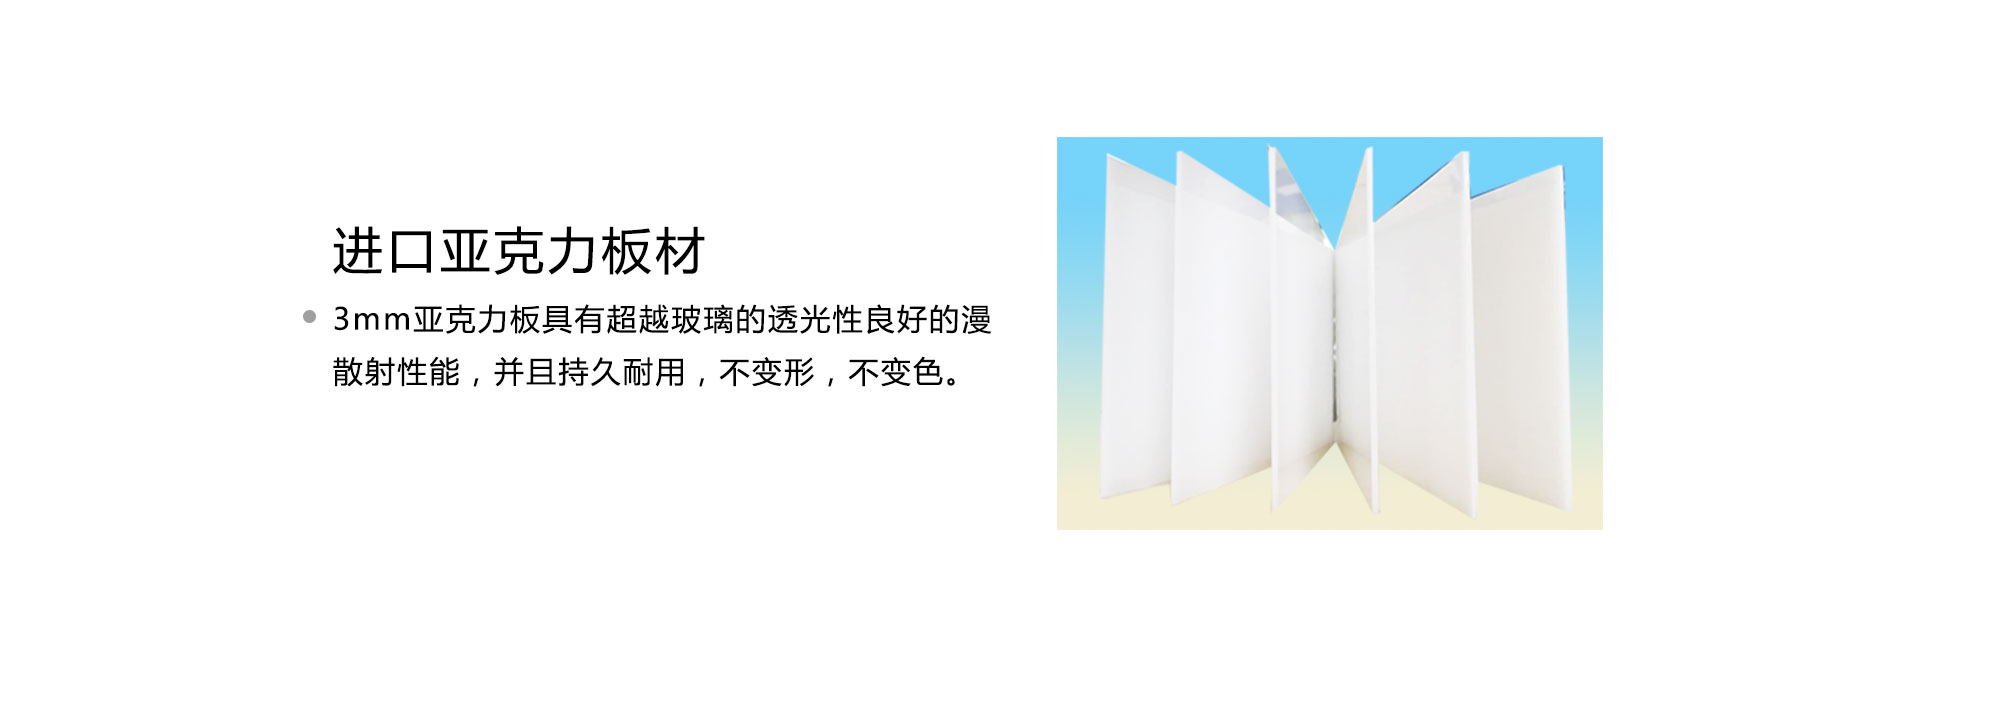 进口亚克力板材
3mm亚克力板具有超越玻璃的透光性良好的漫
散射性能，并且持久耐用，不变形，不变色。